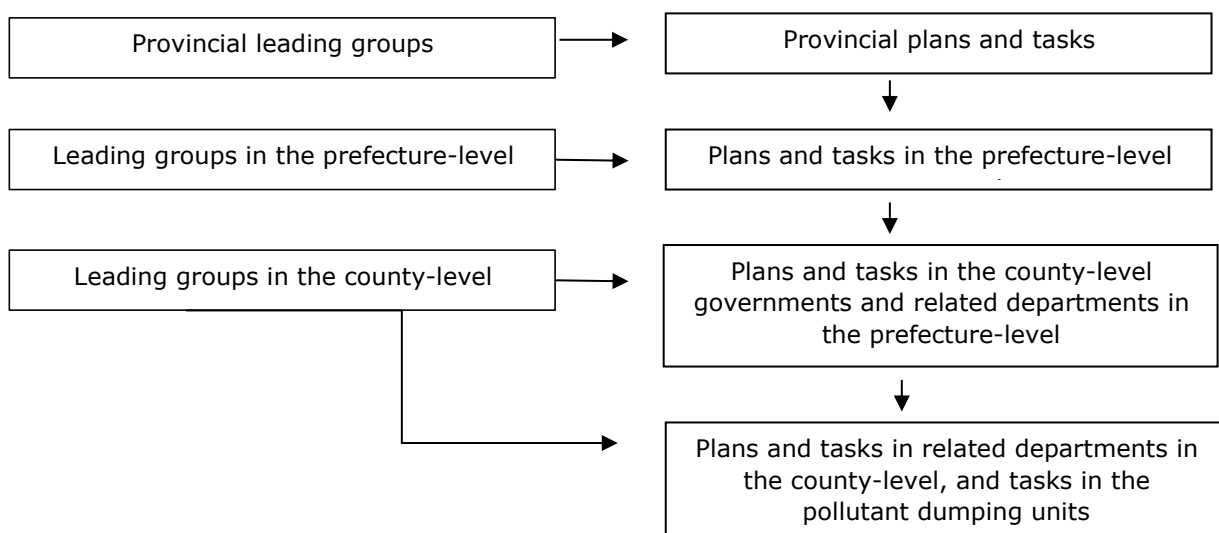 Provincial leading groups
Provincial plans and tasks
Leading groups in the prefecture-level
Plans and tasks in the prefecture-level
Leading groups in the county-level
Plans and tasks in the county-level
governments and related departments in
the prefecture-level
Plans and tasks in related departments in
the county-level, and tasks in the
pollutant dumping units